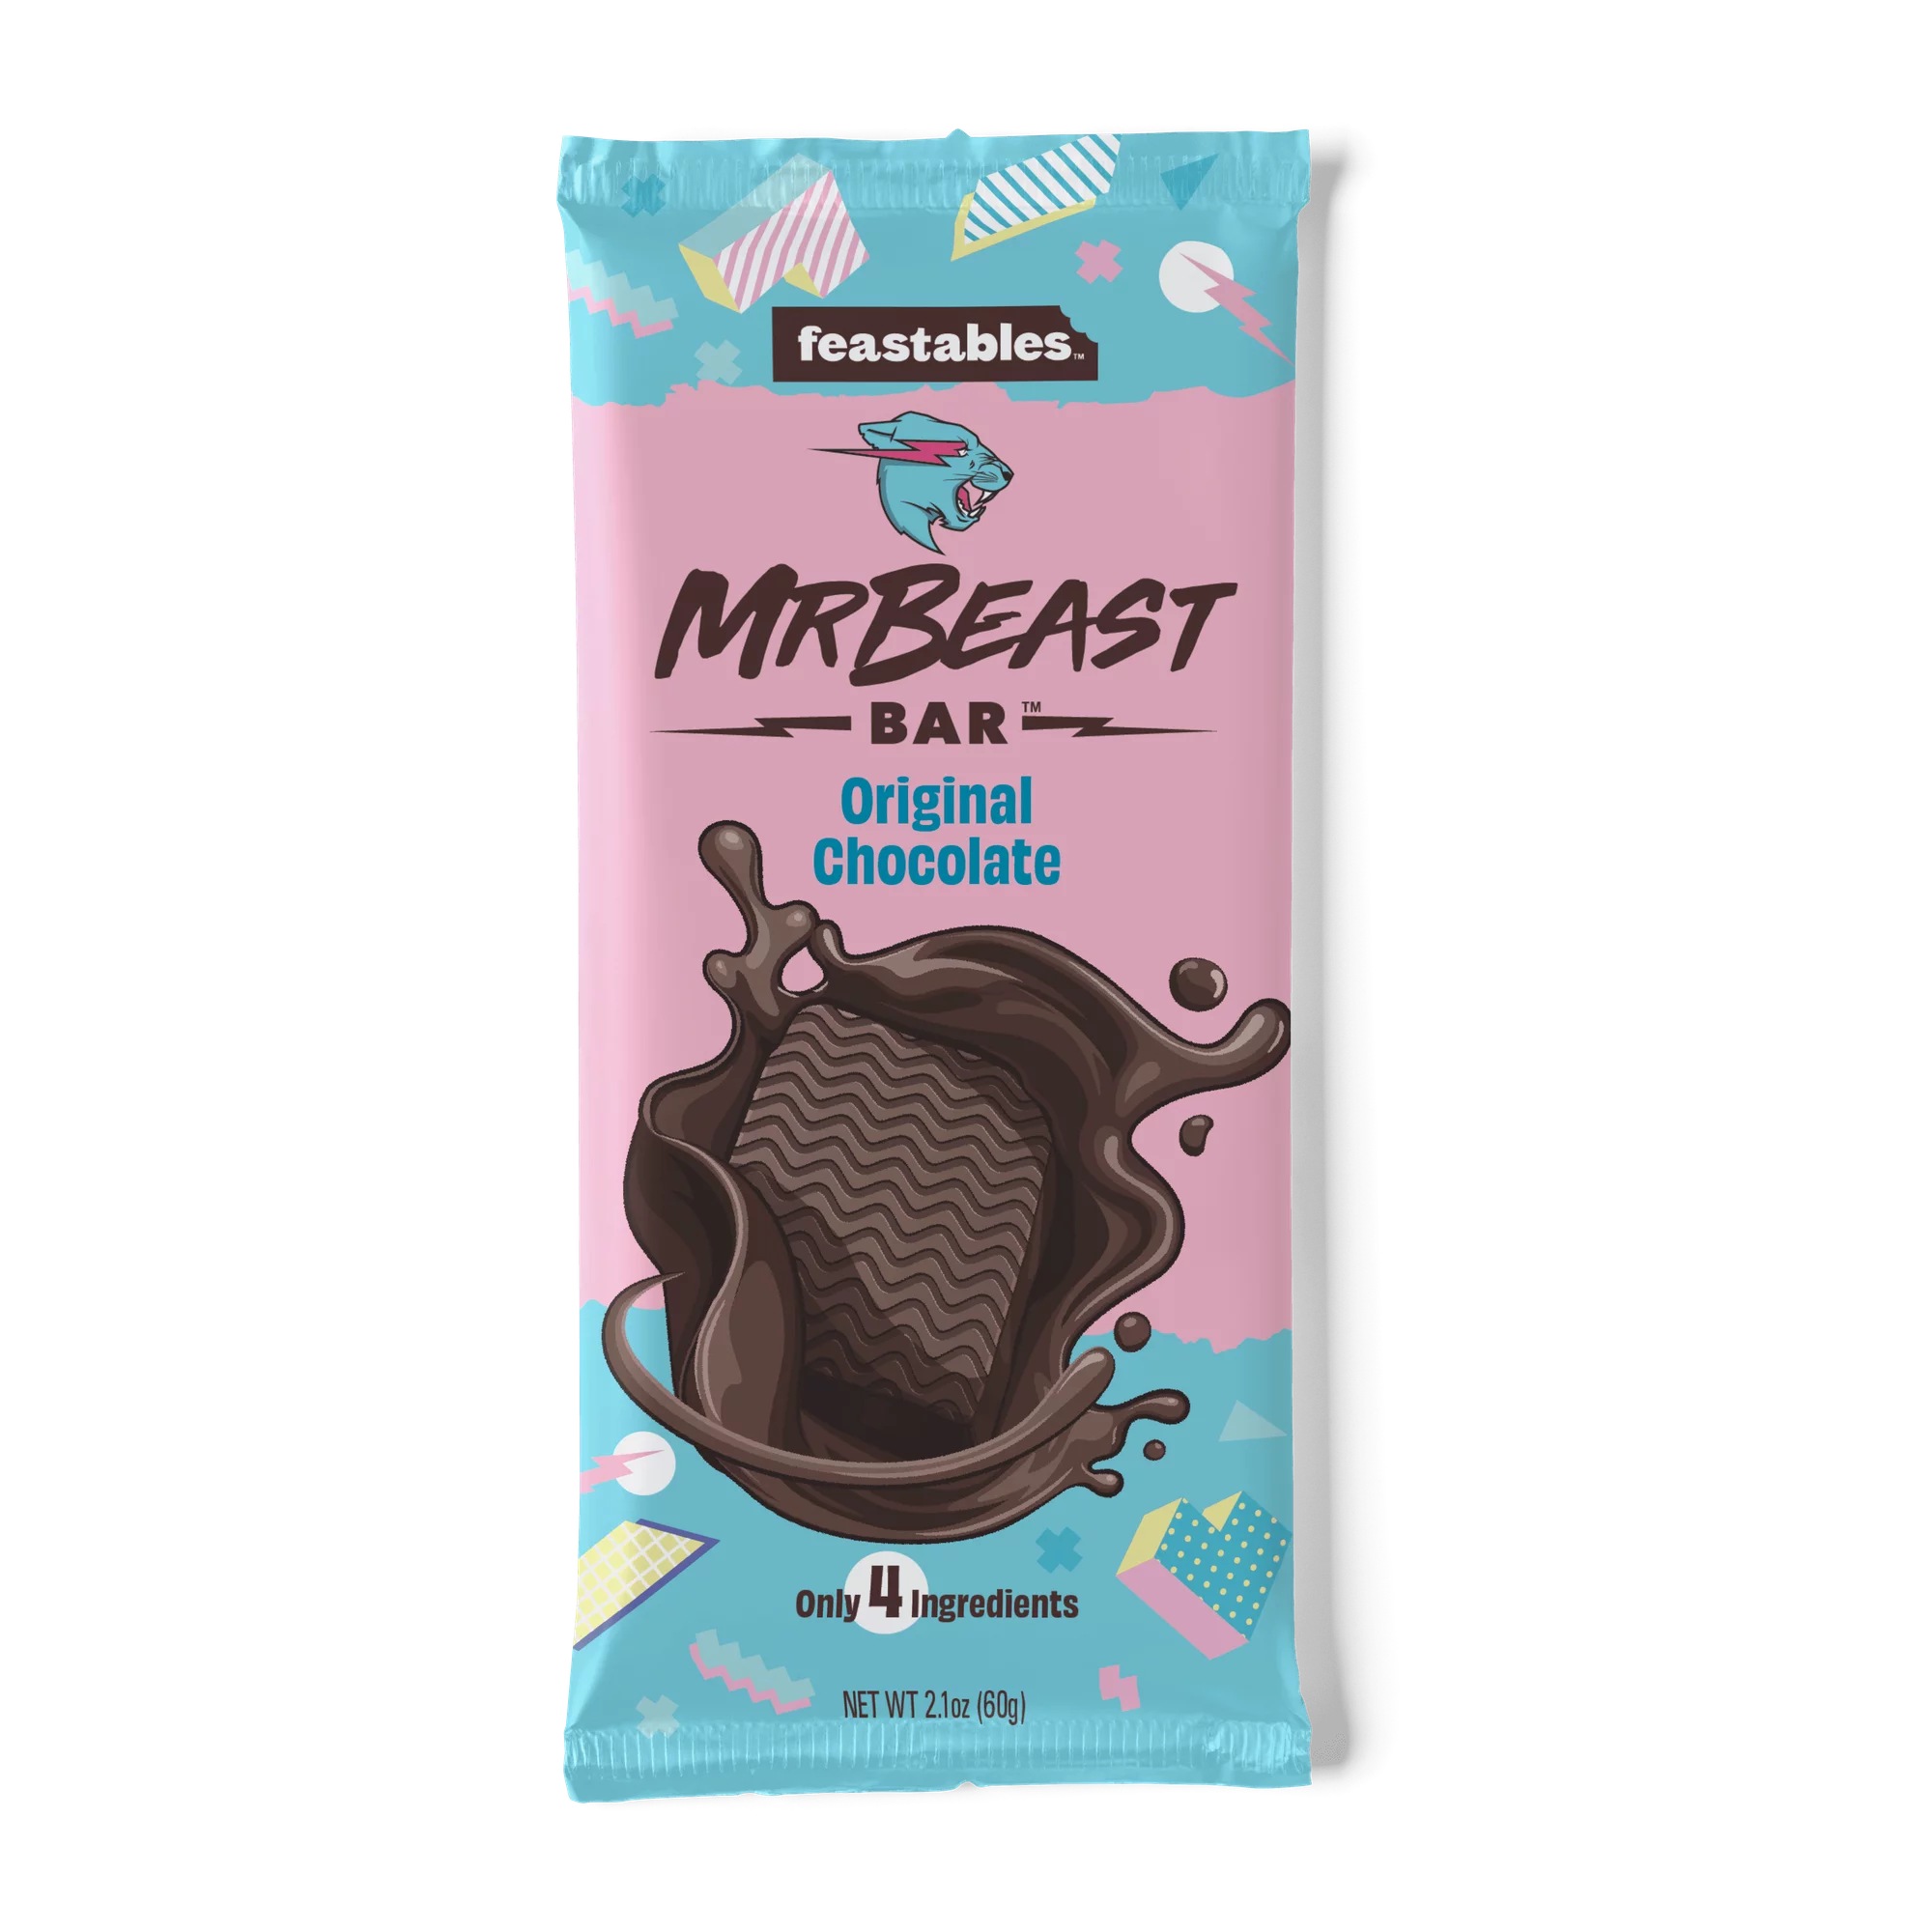 feastables™
MRBEAST
BAR™
Original
Chocolate
Only 4 Ingredients
NET WT 2.1oz (60g)